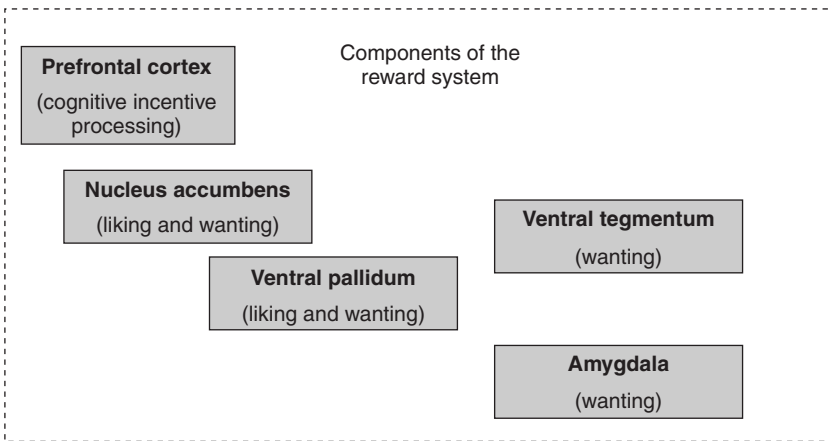 Components of the
reward system
Prefrontal cortex
(cognitive incentive
processing)
Nucleus accumbens
(liking and wanting)
Ventral tegmentum
(wanting)
Ventral pallidum
(liking and wanting)
Amygdala
(wanting)